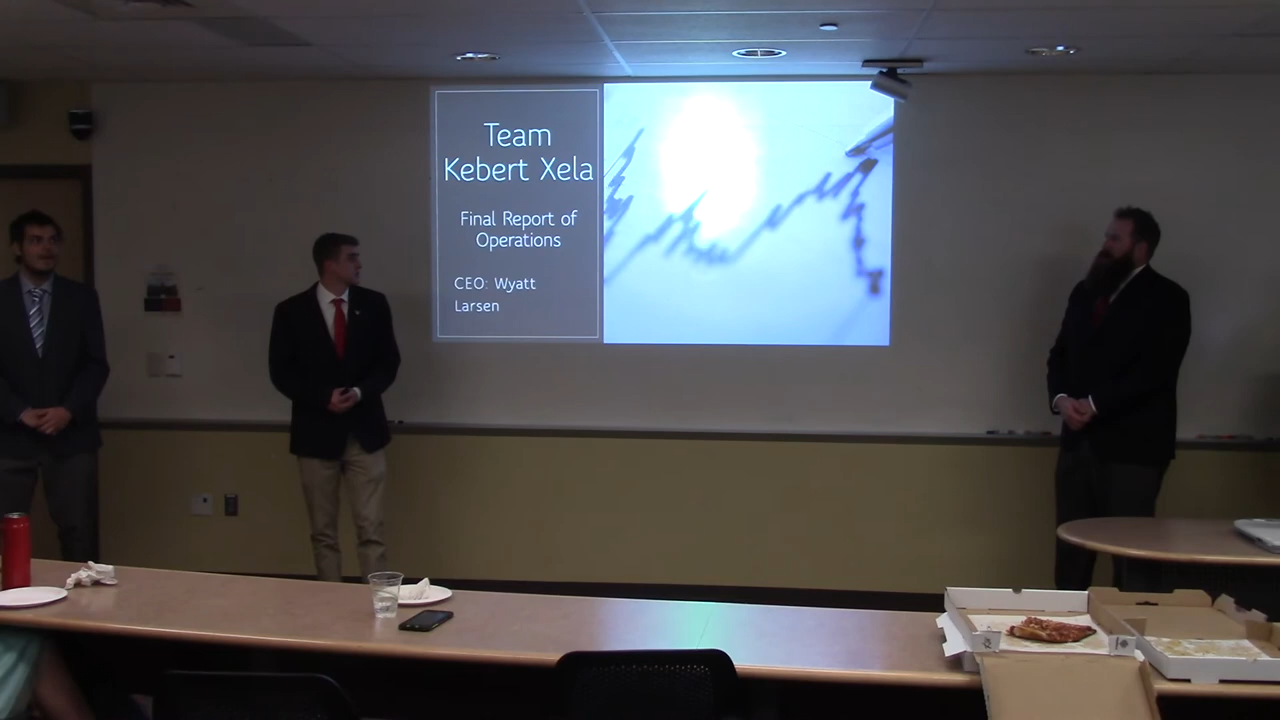 Team
Kebert Xela
Final Report of
Operations
CEO: Wyatt
Larsen